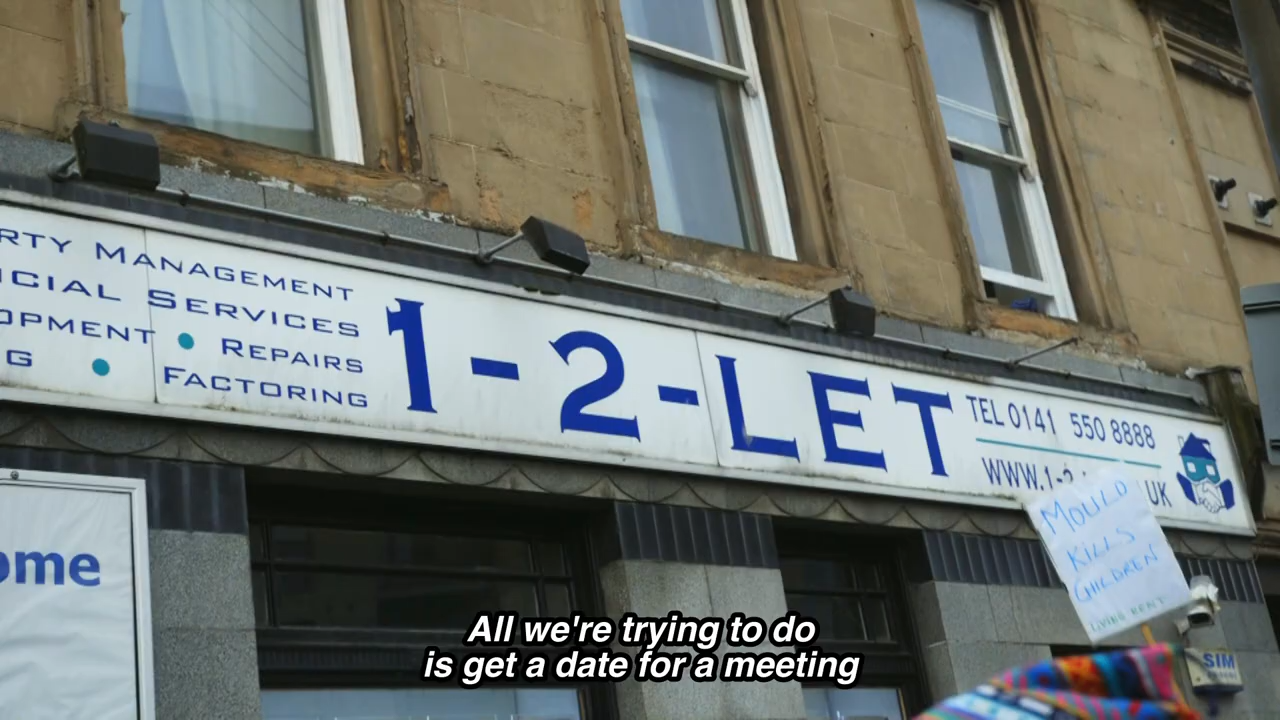 RTY MANAGEMENT
CIAL SERVICES
OPMENT • REPAIRS
G • FACTORING
1-2-LET
TEL 0141 550 8888
WWW.1-2- UK
ome
MOULD
KILLS
CHILDREN
LIVING RENT
SIM
All we're trying to do
is get a date for a meeting